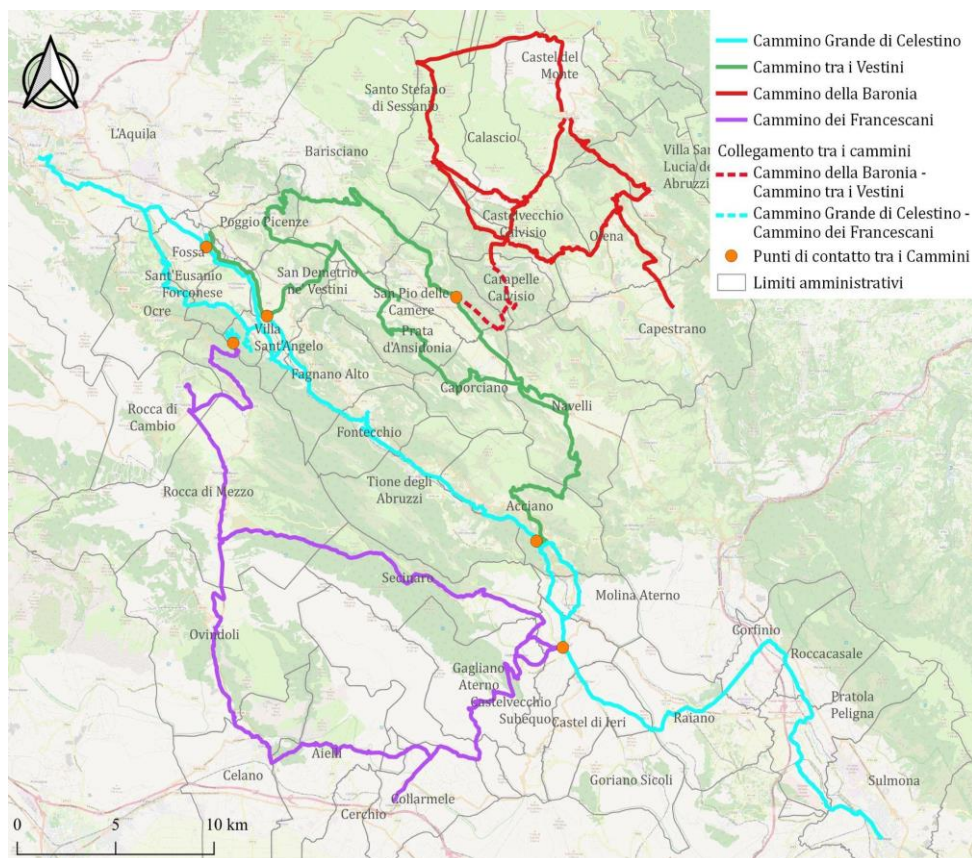 Cammino Grande di Celestino
Cammino tra i Vestini
Cammino della Baronia
Cammino dei Francescani
Collegamento tra i cammini
Cammino della Baronia -
Cammino tra i Vestini
Cammino Grande di Celestino -
Cammino dei Francescani
Punti di contatto tra i Cammini
Limiti amministrativi
Castel del
Monte
Santo Stefano
di Sessanio
L'Aquila
Calascio
Barisciano
Villa San
Lucia de
Abruzzi
Poggio Picenze
Castelvecchio
Calvisio
Ofena
Fossa
Sant'Eusanio
Forconese
San Demetrio
ne' Vestini
Carapelle
Calvisio
San Pio delle
Camere
Ocre
Capestrano
Villa
Sant'Angelo
Prata
d'Ansidonia
Fagnano Alto
Caporciano
Navelli
Rocca di
Cambio
Fontecchio
Tione degli
Abruzzi
Rocca di Mezzo
Acciano
Secinaro
Molina Aterno
Ovindoli
Corfinio
Roccacasale
Gagliano
Aterno
Pratola
Peligna
Castelvecchio
Subequo
Castel di Ieri
Raiano
Aielli
Celano
Goriano Sicoli
Sulmona
Collarmele
Cerchio
0 5 10 km